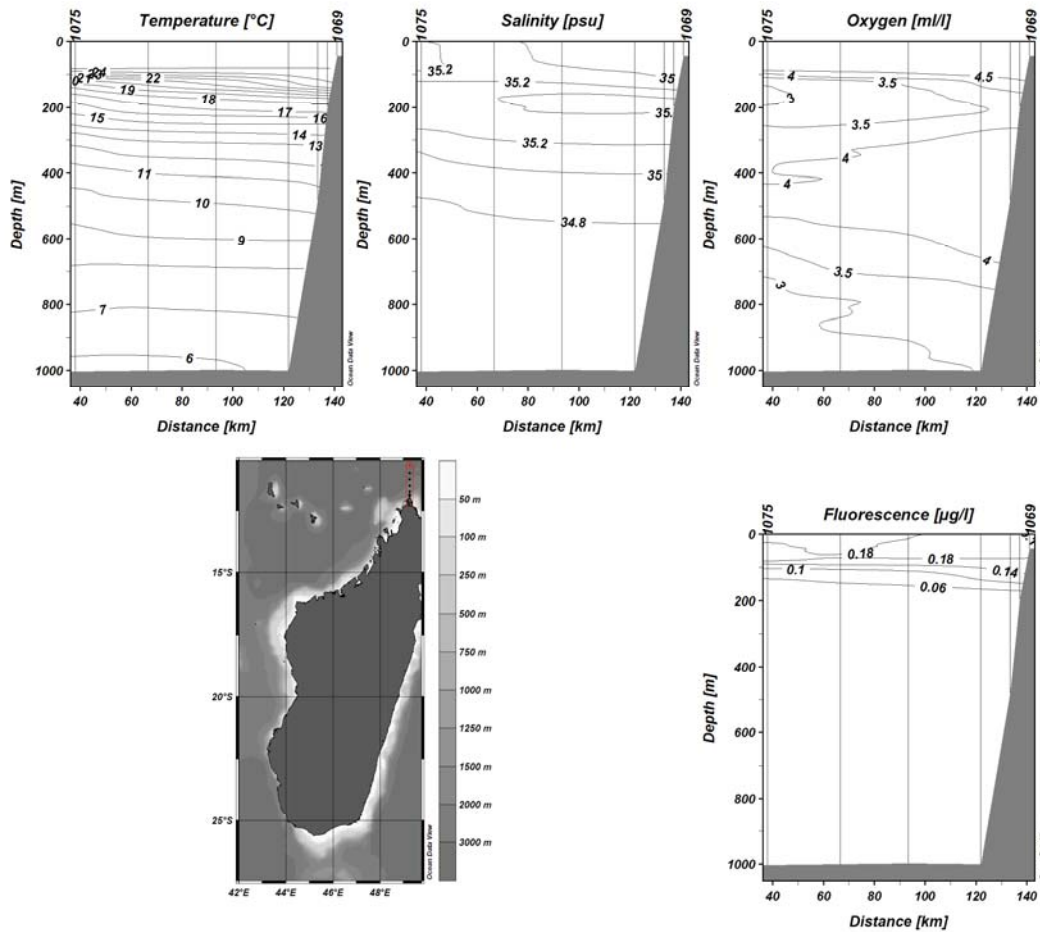 Temperature [°C]
1075
1069
0
200
400
600
800
1000
Depth [m]
24
22
19
18
17
16
15
14
13
11
10
9
7
6
40
60
80
100
120
140
Distance [km]
Ocean Data View
Salinity [psu]
1075
1069
0
200
400
600
800
1000
Depth [m]
35.2
35.2
35
35.
35.2
35
34.8
40
60
80
100
120
140
Distance [km]
Ocean Data View
Oxygen [ml/l]
1075
1069
0
200
400
600
800
1000
Depth [m]
4
4.5
3.5
3
3.5
4
4
4
3.5
3
40
60
80
100
120
140
Distance [km]
15°S
20°S
25°S
42°E
44°E
46°E
48°E
50 m
100 m
250 m
500 m
750 m
1000 m
1250 m
1500 m
2000 m
3000 m
Ocean Data View
Fluorescence [µg/l]
1075
1069
0
200
400
600
800
1000
Depth [m]
0.18
0.18
0.1
0.14
0.06
40
60
80
100
120
140
Distance [km]